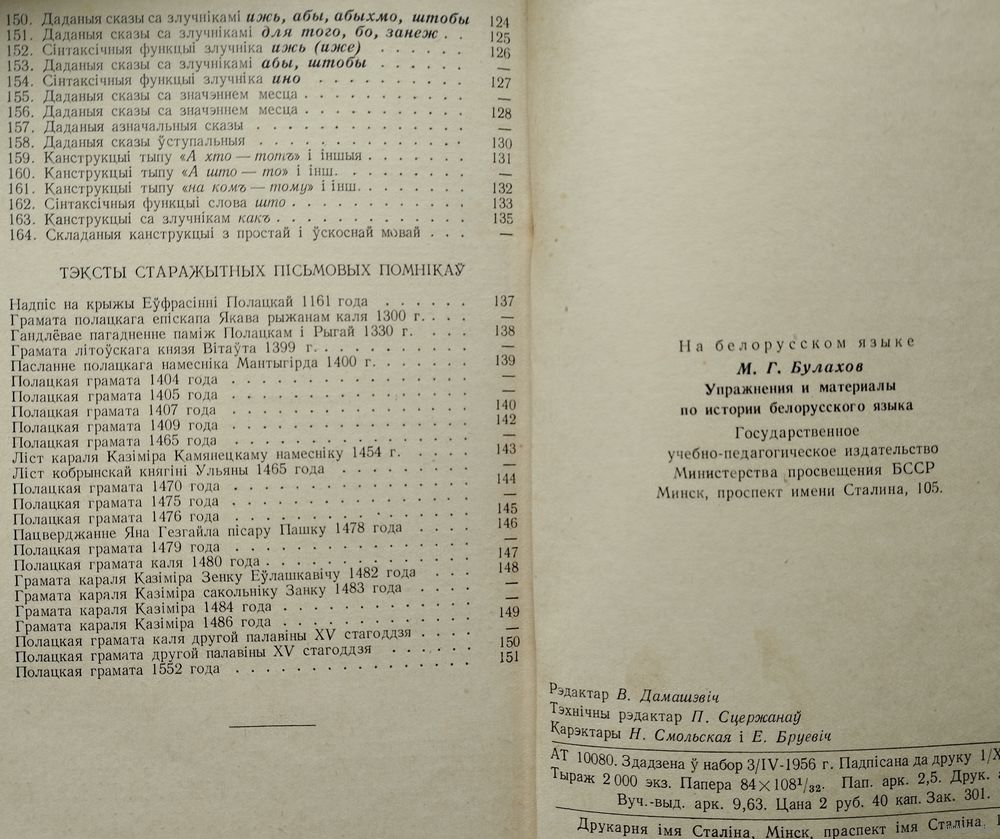 150. Даданыя сказы са злучнікамі ижь, абы, абыхмо, штобы 124
151. Даданыя сказы са злучнікамі для того, бо, занеж . . 125
152. Сінтаксічныя функцыі злучніка ижь (иже) . . . . . . 126
153. Даданыя сказы са злучнікамі абы, штобы . . . . . . —
154. Сінтаксічныя функцыі злучніка ино . . . . . . . . . 127
155. Даданыя сказы са значэннем месца . . . . . . . . . . —
156. Даданыя сказы са значэннем месца . . . . . . . . . . 128
157. Даданыя азначальныя сказы . . . . . . . . . . . . . —
158. Даданыя сказы ўступальныя . . . . . . . . . . . . . 130
159. Канструкцыі тыпу «А хто — тотъ» і іншыя . . . . . . 131
160. Канструкцыі тыпу «А што — то» і інш. . . . . . . . . —
161. Канструкцыі тыпу «на комъ — тому» і інш. . . . . . . 132
162. Сінтаксічныя функцыі слова што . . . . . . . . . . . 133
163. Канструкцыі са злучнікам какъ . . . . . . . . . . . . 135
164. Складаныя канструкцыі з простай і ўскоснай мовай . . . —
ТЭКСТЫ СТАРАЖЫТНЫХ ПІСЬМОВЫХ ПОМНІКАЎ
Надпіс на крыжы Еўфрасінні Полацкай 1161 года . . . . . . 137
Грамата полацкага епіскапа Якава рыжанам каля 1300 г. . . . —
Гандлёвае пагадненне паміж Полацкам і Рыгай 1330 г. . . . . 138
Грамата літоўскага князя Вітаўта 1399 г. . . . . . . . . . —
Пасланне полацкага намесніка Мантыгірда 1400 г. . . . . . . 139
Полацкая грамата 1404 года . . . . . . . . . . . . . . . —
Полацкая грамата 1405 года . . . . . . . . . . . . . . . —
Полацкая грамата 1407 года . . . . . . . . . . . . . . . 140
Полацкая грамата 1409 года . . . . . . . . . . . . . . . 142
Полацкая грамата 1465 года . . . . . . . . . . . . . . . —
Ліст караля Казіміра Камянецкаму намесніку 1454 г. . . . . . 143
Ліст кобрынскай княгіні Ульяны 1465 года . . . . . . . . . —
Полацкая грамата 1470 года . . . . . . . . . . . . . . . 144
Полацкая грамата 1475 года . . . . . . . . . . . . . . . —
Полацкая грамата 1476 года . . . . . . . . . . . . . . . 145
Пацверджанне Яна Гезгайла пісару Пашку 1478 года . . . . 146
Полацкая грамата 1479 года . . . . . . . . . . . . . . . —
Полацкая грамата каля 1480 года . . . . . . . . . . . . . 147
Грамата караля Казіміра Зенку Еўлашкавічу 1482 года . . . 148
Грамата караля Казіміра сакольніку Занку 1483 года . . . . —
Грамата караля Казіміра 1484 года . . . . . . . . . . . . —
Грамата караля Казіміра 1486 года . . . . . . . . . . . . 149
Полацкая грамата каля другой палавіны XV стагоддзя . . . . —
Полацкая грамата другой палавіны XV стагоддзя . . . . . . 150
Полацкая грамата 1552 года . . . . . . . . . . . . . . . 151
На белорусском языке
М. Г. Булахов
Упражнения и материалы
по истории белорусского языка
Государственное
учебно-педагогическое издательство
Министерства просвещения БССР
Минск, проспект имени Сталина, 105.
Рэдактар В. Дамашэвіч
Тэхнічны рэдактар П. Сцержанаў
Карэктары Н. Смольская і Е. Бруевіч
АТ 10080. Здадзена ў набор 3/IV-1956 г. Падпісана да друку 1/X
Тыраж 2 000 экз. Папера 84×108¹/₃₂. Пап. арк. 2,5. Друк.
Вуч.-выд. арк. 9,63. Цана 2 руб. 40 кап. Зак. 301.
Друкарня імя Сталіна, Мінск, праспект імя Сталіна.